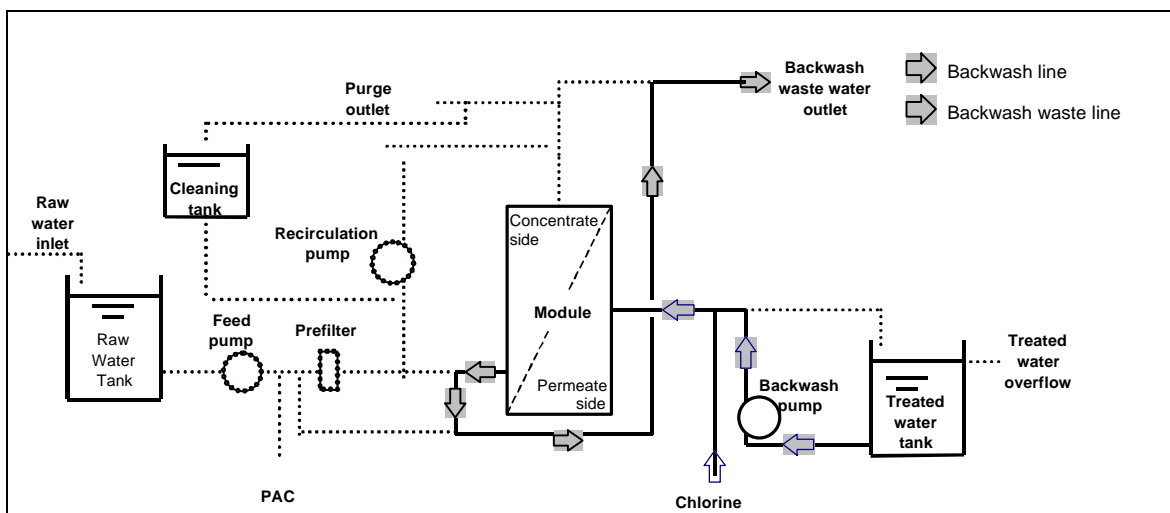 Backwash
waste water
outlet
Backwash line
Backwash waste line
Purge
outlet
Cleaning
tank
Raw
water
inlet
Recirculation
pump
Concentrate
side
Module
Permeate
side
Feed
pump
Prefilter
Raw
Water
Tank
Backwash
pump
Treated
water
tank
Treated
water
overflow
PAC
Chlorine